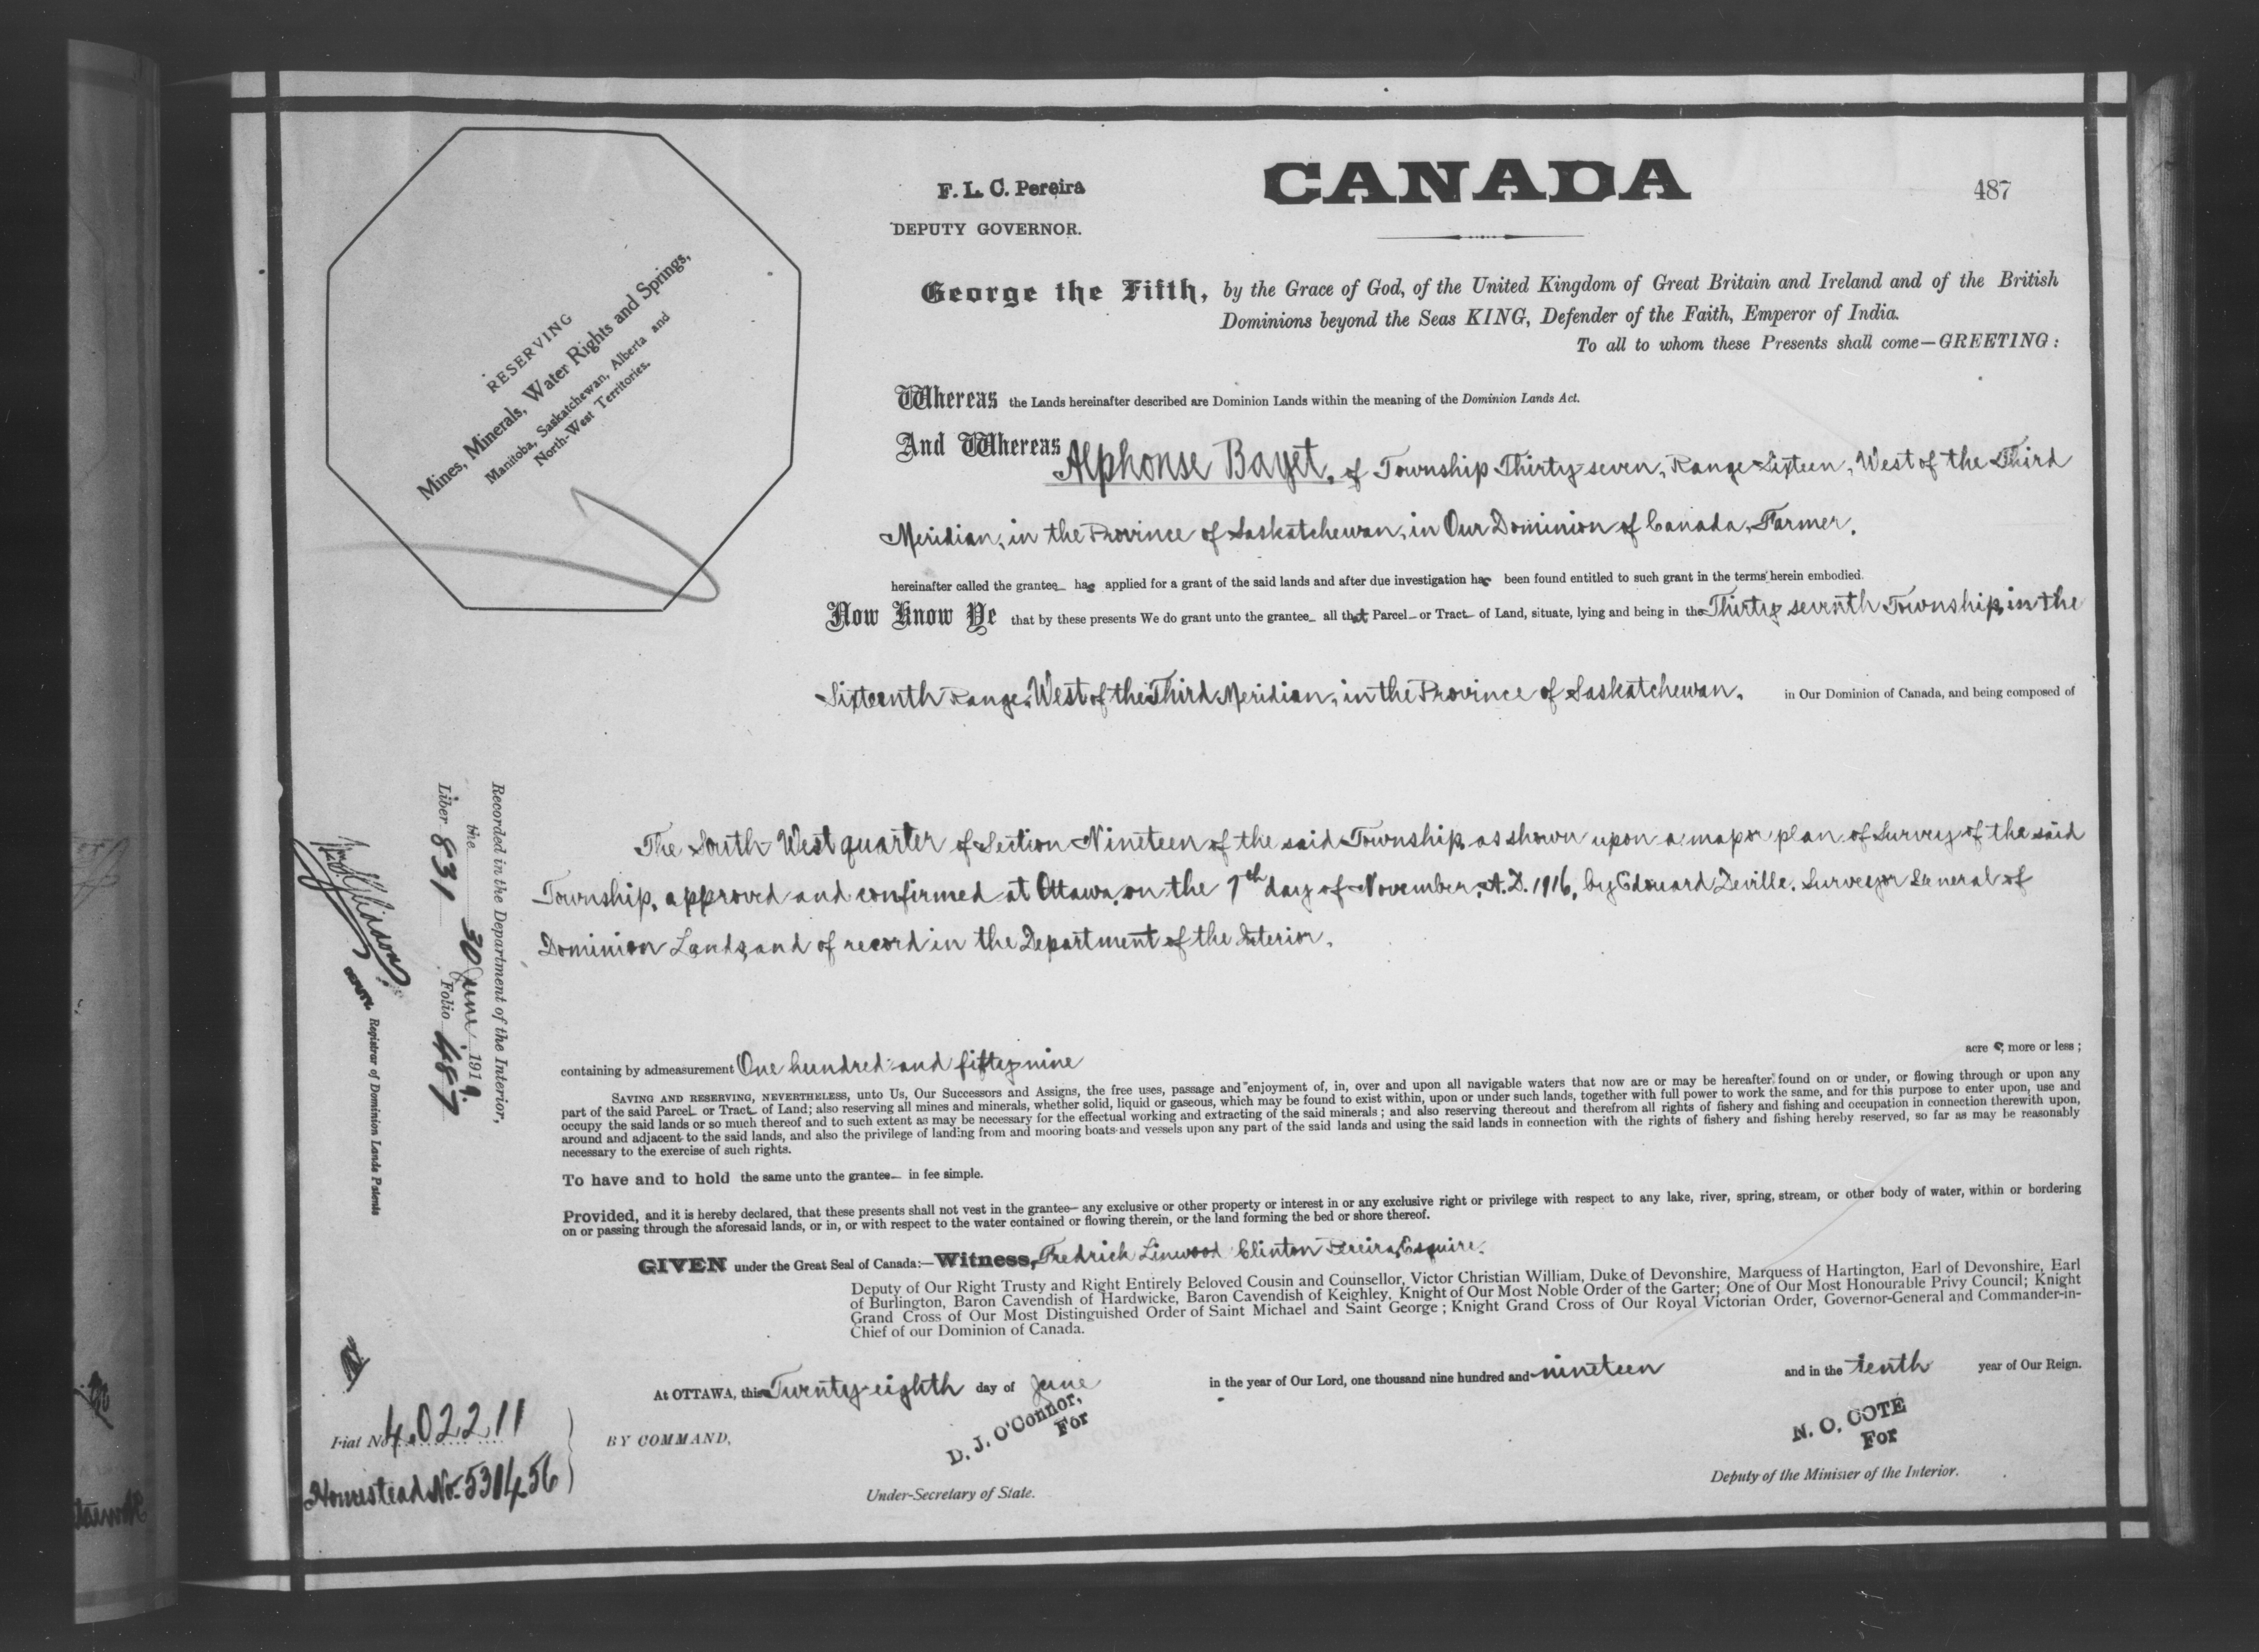 F. L. C. Pereira
DEPUTY GOVERNOR.
CANADA
487
RESERVING
Mines, Minerals, Water Rights and Springs,
Manitoba, Saskatchewan, Alberta and
North-West Territories.
George the Fifth, by the Grace of God, of the United Kingdom of Great Britain and Ireland and of the British
Dominions beyond the Seas KING, Defender of the Faith, Emperor of India.
To all to whom these Presents shall come—GREETING:
Whereas the Lands hereinafter described are Dominion Lands within the meaning of the Dominion Lands Act.
And Whereas Alphonse Bayet, of Township Thirty-seven, Range Sixteen, West of the Third
Meridian, in the Province of Saskatchewan, in Our Dominion of Canada, Farmer,
hereinafter called the grantee has applied for a grant of the said lands and after due investigation has been found entitled to such grant in the terms herein embodied.
Now Know Ye that by these presents We do grant unto the grantee all that Parcel or Tract of Land, situate, lying and being in the Thirty seventh Township, in the
Sixteenth Range, West of the Third Meridian, in the Province of Saskatchewan, in Our Dominion of Canada, and being composed of
The South West quarter of Section Nineteen of the said Township, as shown upon a map or plan of Survey of the said
Township, approved and confirmed at Ottawa, on the 7th day of November, A.D. 1916, by Edouard Deville, Surveyor General of
Dominion Lands, and of record in the Department of the Interior.
containing by admeasurement One hundred and fifty nine acres, more or less;
SAVING AND RESERVING, NEVERTHELESS, unto Us, Our Successors and Assigns, the free uses, passage and enjoyment of, in, over and upon all navigable waters that now are or may be hereafter found on or under, or flowing through or upon any
part of the said Parcel or Tract of Land; also reserving all mines and minerals, whether solid, liquid or gaseous, which may be found to exist within, upon or under such lands, together with full power to work the same, and for this purpose to enter upon, use and
occupy the said lands or so much thereof and to such extent as may be necessary for the effectual working and extracting of the said minerals; and also reserving thereout and therefrom all rights of fishery and fishing and occupation in connection therewith upon,
around and adjacent to the said lands, and also the privilege of landing from and mooring boats and vessels upon any part of the said lands and using the said lands in connection with the rights of fishery and fishing hereby reserved, so far as may be reasonably
necessary to the exercise of such rights.
To have and to hold the same unto the grantee in fee simple.
Provided, and it is hereby declared, that these presents shall not vest in the grantee any exclusive or other property or interest in or any exclusive right or privilege with respect to any lake, river, spring, stream, or other body of water, within or bordering
on or passing through the aforesaid lands, or in, or with respect to the water contained or flowing therein, or the land forming the bed or shore thereof.
GIVEN under the Great Seal of Canada:—Witness, Fredrich Linwood Clinton Pereira, Esquire,
Deputy of Our Right Trusty and Right Entirely Beloved Cousin and Counsellor, Victor Christian William, Duke of Devonshire, Marquess of Hartington, Earl of Devonshire, Earl
of Burlington, Baron Cavendish of Hardwicke, Baron Cavendish of Keighley, Knight of Our Most Noble Order of the Garter; One of Our Most Honourable Privy Council; Knight
Grand Cross of Our Most Distinguished Order of Saint Michael and Saint George; Knight Grand Cross of Our Royal Victorian Order, Governor-General and Commander-in-
Chief of our Dominion of Canada.
At OTTAWA, this Twenty-eighth day of June in the year of Our Lord, one thousand nine hundred and nineteen and in the tenth year of Our Reign.
BY COMMAND,
D. J. O'Connor,
For
Under-Secretary of State.
N. O. COTE
For
Deputy of the Minister of the Interior.
Recorded in the Department of the Interior,
the 30 June 1919.
Liber 831 Folio 487
Registrar of Dominion Lands Patents
Fiat No. 402211
Homestead No. 531456